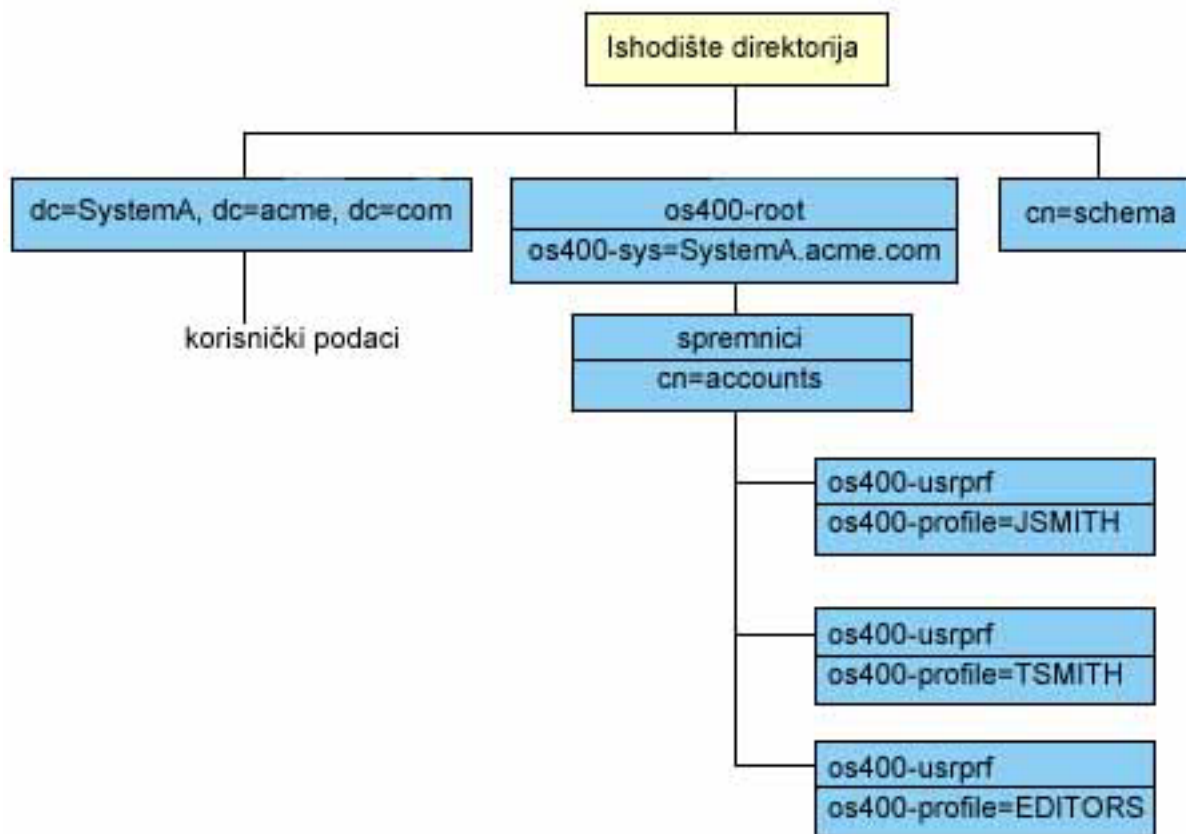 Ishodište direktorija
dc=SystemA, dc=acme, dc=com
os400-root
os400-sys=SystemA.acme.com
cn=schema
korisnički podaci
spremnici
cn=accounts
os400-usrprf
os400-profile=JSMITH
os400-usrprf
os400-profile=TSMITH
os400-usrprf
os400-profile=EDITORS